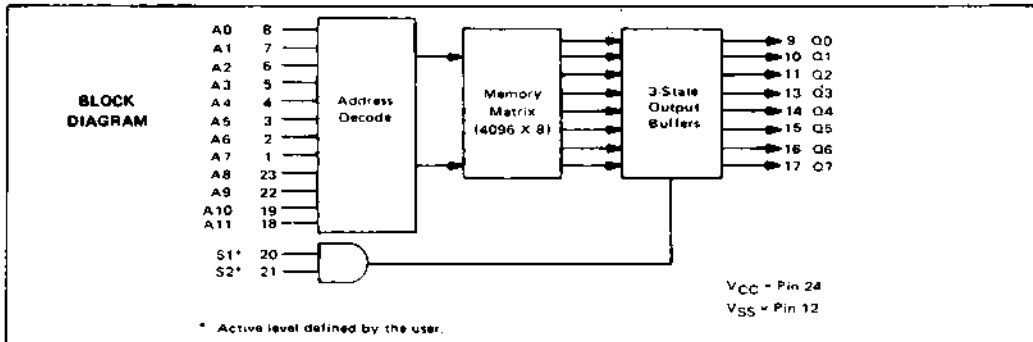 BLOCK
DIAGRAM
A0 8
A1 7
A2 6
A3 5
A4 4
A5 3
A6 2
A7 1
A8 23
A9 22
A10 19
A11 18
S1* 20
S2* 21
Address
Decode
Memory
Matrix
(4096 X 8)
3-State
Output
Buffers
9 Q0
10 Q1
11 Q2
13 Q3
14 Q4
15 Q5
16 Q6
17 Q7
VCC = Pin 24
VSS = Pin 12
* Active level defined by the user.